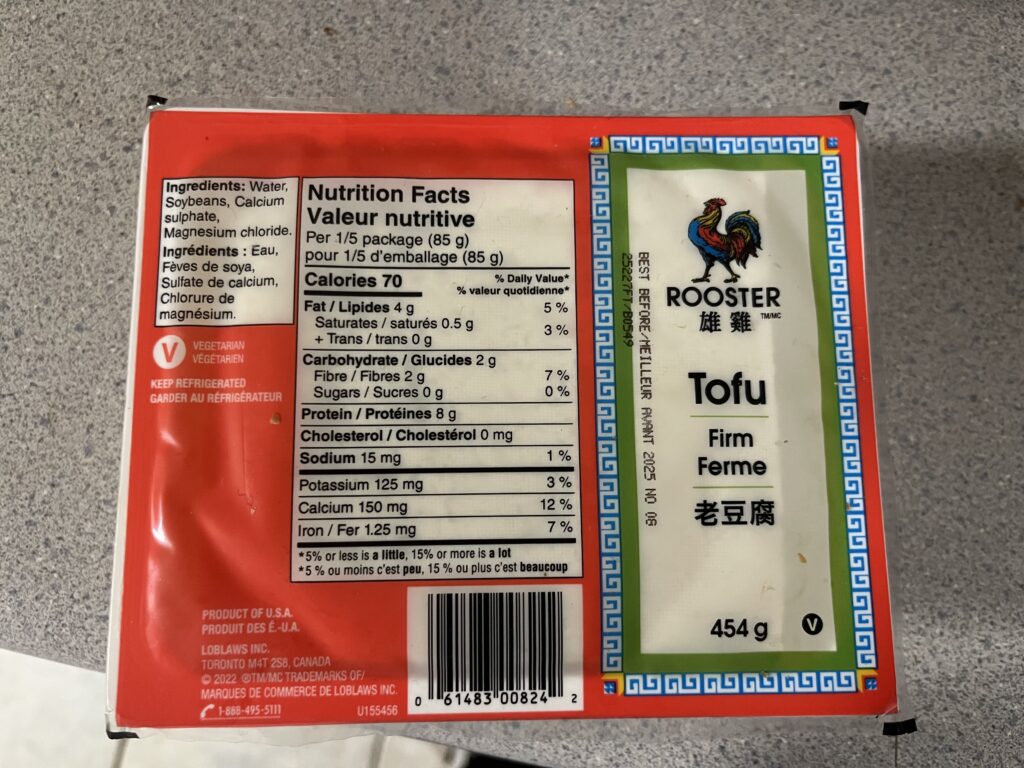 Ingredients: Water,
Soybeans, Calcium
sulphate,
Magnesium chloride.
Ingrédients : Eau,
Fèves de soya,
Sulfate de calcium,
Chlorure de
magnésium.
V
VEGETARIAN
VÉGÉTARIEN
KEEP REFRIGERATED
GARDER AU RÉFRIGÉRATEUR
Nutrition Facts
Valeur nutritive
Per 1/5 package (85 g)
pour 1/5 d'emballage (85 g)
Calories 70
% Daily Value*
% valeur quotidienne*
Fat / Lipides 4 g 5 %
Saturates / saturés 0.5 g
+ Trans / trans 0 g 3 %
Carbohydrate / Glucides 2 g
Fibre / Fibres 2 g 7 %
Sugars / Sucres 0 g 0 %
Protein / Protéines 8 g
Cholesterol / Cholestérol 0 mg
Sodium 15 mg 1 %
Potassium 125 mg 3 %
Calcium 150 mg 12 %
Iron / Fer 1.25 mg 7 %
*5% or less is a little, 15% or more is a lot
*5 % ou moins c'est peu, 15 % ou plus c'est beaucoup
PRODUCT OF U.S.A.
PRODUIT DES É.-U.A.
LOBLAWS INC.
TORONTO M4T 2S8, CANADA
© 2022 ®TM/MC TRADEMARKS OF/
MARQUES DE COMMERCE DE LOBLAWS INC.
1-888-495-5111
U155456
0 61483 00824 2
BEST BEFORE/MEILLEUR AVANT 2025 NO 06
25227F1/B0549
ROOSTER
雄雞 TM/MC
Tofu
Firm
Ferme
老豆腐
454 g
V